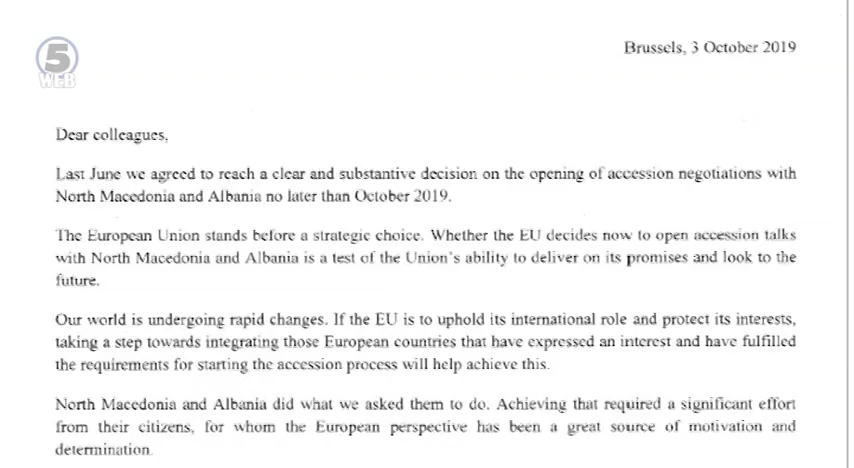 5
WEB
Brussels, 3 October 2019
Dear colleagues,
Last June we agreed to reach a clear and substantive decision on the opening of accession negotiations with
North Macedonia and Albania no later than October 2019.
The European Union stands before a strategic choice. Whether the EU decides now to open accession talks
with North Macedonia and Albania is a test of the Union's ability to deliver on its promises and look to the
future.
Our world is undergoing rapid changes. If the EU is to uphold its international role and protect its interests,
taking a step towards integrating those European countries that have expressed an interest and have fulfilled
the requirements for starting the accession process will help achieve this.
North Macedonia and Albania did what we asked them to do. Achieving that required a significant effort
from their citizens, for whom the European perspective has been a great source of motivation and
determination.